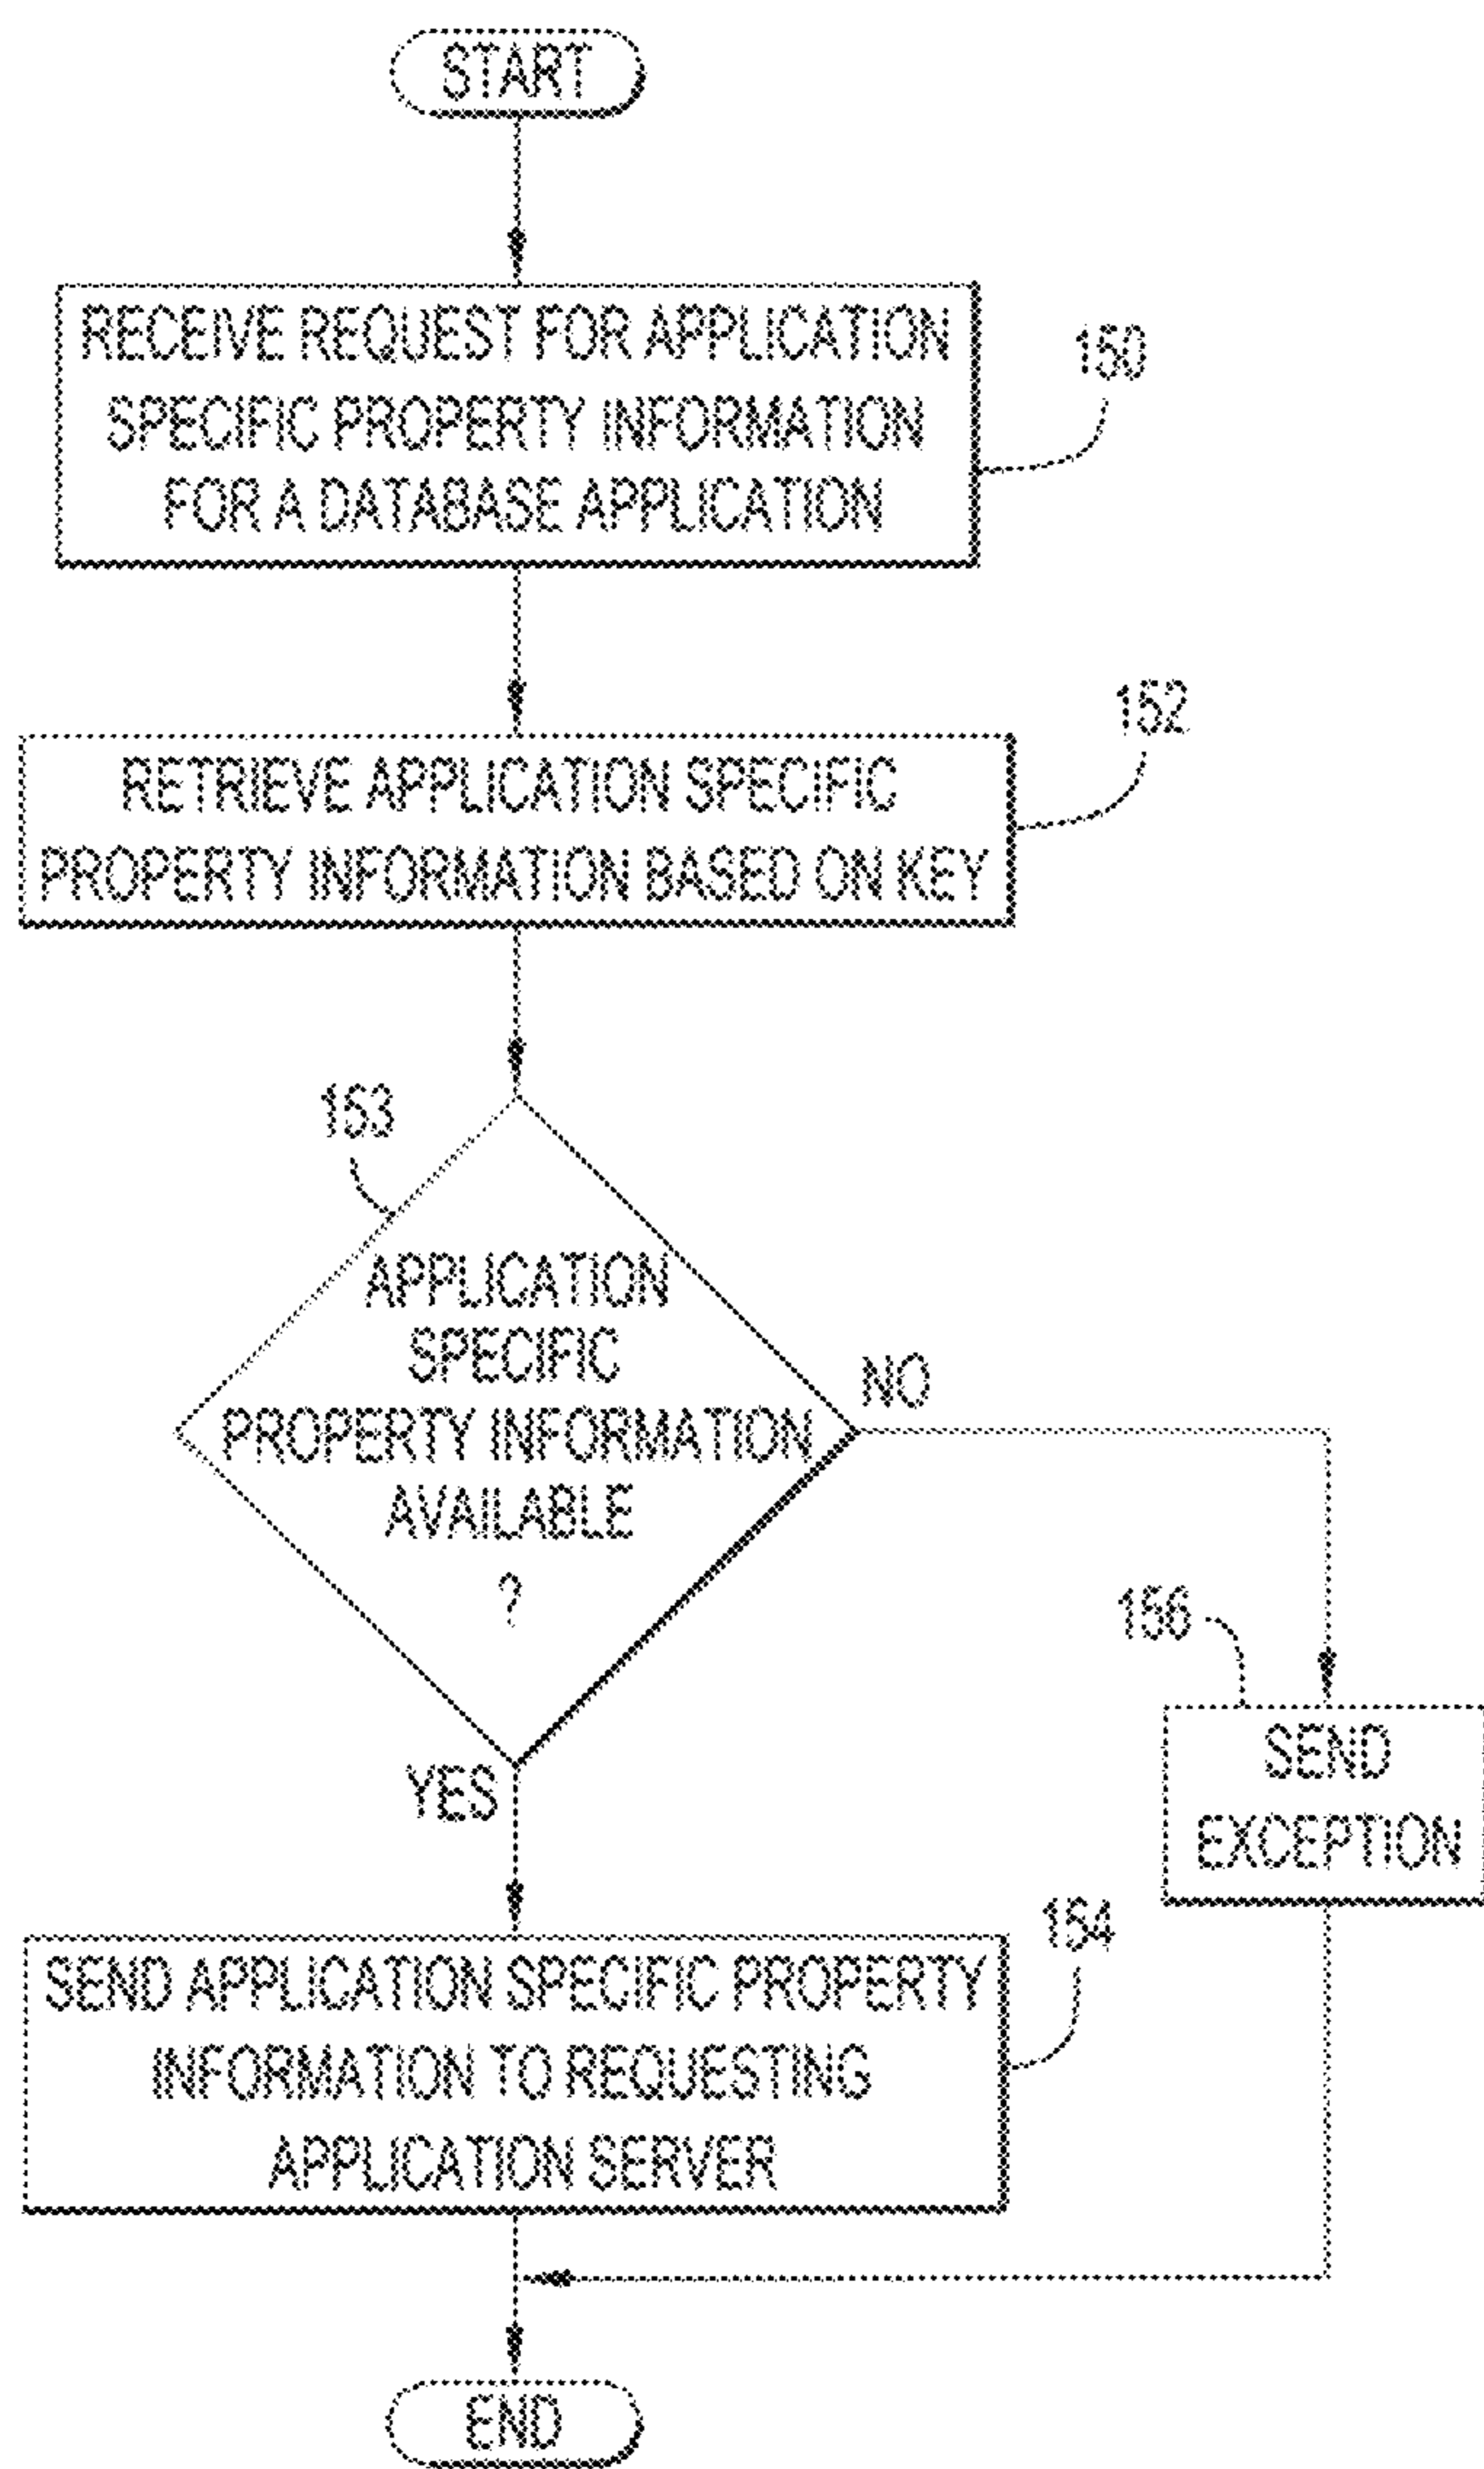 START
RECEIVE REQUEST FOR APPLICATION
SPECIFIC PROPERTY INFORMATION
FOR A DATABASE APPLICATION
150
RETRIEVE APPLICATION SPECIFIC
PROPERTY INFORMATION BASED ON KEY
152
153
APPLICATION
SPECIFIC
PROPERTY INFORMATION
AVAILABLE
?
NO
YES
156
SEND
EXCEPTION
SEND APPLICATION SPECIFIC PROPERTY
INFORMATION TO REQUESTING
APPLICATION SERVER
154
END